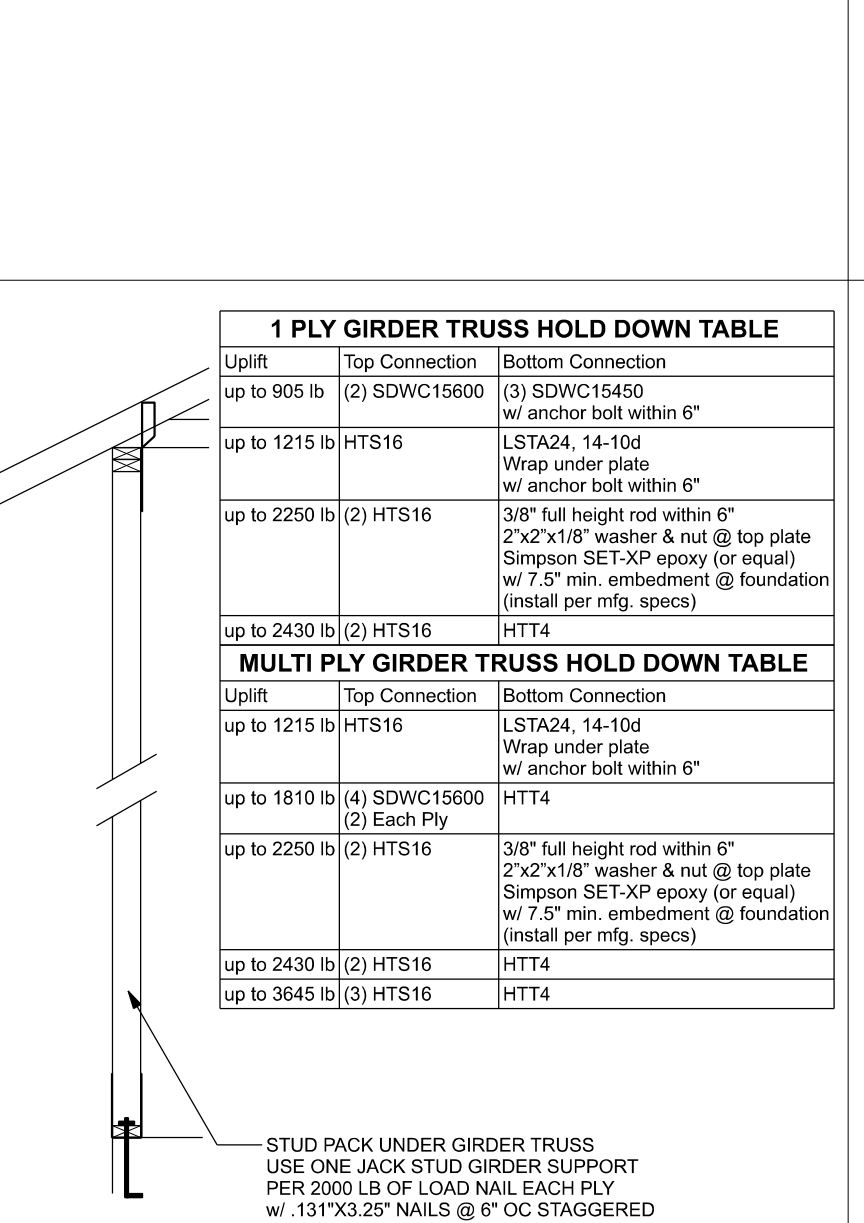 1 PLY GIRDER TRUSS HOLD DOWN TABLE
Uplift Top Connection Bottom Connection
up to 905 lb (2) SDWC15600 (3) SDWC15450
w/ anchor bolt within 6"
up to 1215 lb HTS16 LSTA24, 14-10d
Wrap under plate
w/ anchor bolt within 6"
up to 2250 lb (2) HTS16 3/8" full height rod within 6"
2”x2”x1/8” washer & nut @ top plate
Simpson SET-XP epoxy (or equal)
w/ 7.5" min. embedment @ foundation
(install per mfg. specs)
up to 2430 lb (2) HTS16 HTT4
MULTI PLY GIRDER TRUSS HOLD DOWN TABLE
Uplift Top Connection Bottom Connection
up to 1215 lb HTS16 LSTA24, 14-10d
Wrap under plate
w/ anchor bolt within 6"
up to 1810 lb (4) SDWC15600 HTT4
(2) Each Ply
up to 2250 lb (2) HTS16 3/8" full height rod within 6"
2”x2”x1/8” washer & nut @ top plate
Simpson SET-XP epoxy (or equal)
w/ 7.5" min. embedment @ foundation
(install per mfg. specs)
up to 2430 lb (2) HTS16 HTT4
up to 3645 lb (3) HTS16 HTT4
STUD PACK UNDER GIRDER TRUSS
USE ONE JACK STUD GIRDER SUPPORT
PER 2000 LB OF LOAD NAIL EACH PLY
w/ .131"X3.25" NAILS @ 6" OC STAGGERED